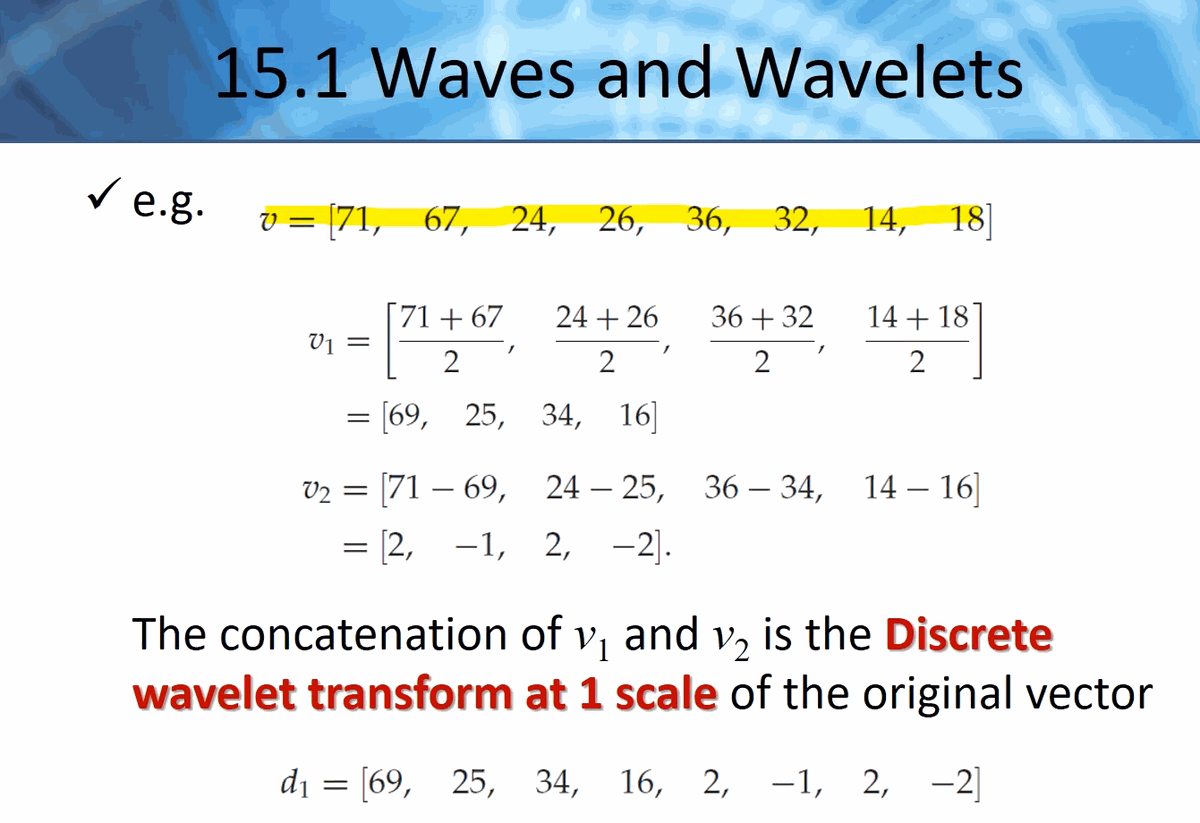 15.1 Waves and Wavelets
✓ e.g. v = [71, 67, 24, 26, 36, 32, 14, 18]
v₁ = [(71 + 67)/2, (24 + 26)/2, (36 + 32)/2, (14 + 18)/2]
= [69, 25, 34, 16]
v₂ = [71 − 69, 24 − 25, 36 − 34, 14 − 16]
= [2, −1, 2, −2].
The concatenation of v₁ and v₂ is the Discrete
wavelet transform at 1 scale of the original vector
d₁ = [69, 25, 34, 16, 2, −1, 2, −2]